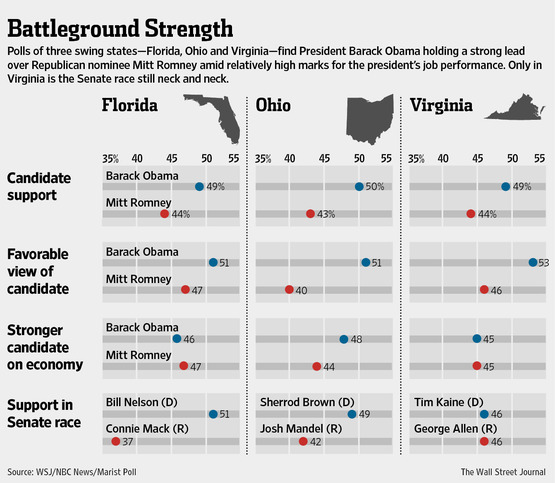 Battleground Strength
Polls of three swing states—Florida, Ohio and Virginia—find President Barack Obama holding a strong lead
over Republican nominee Mitt Romney amid relatively high marks for the president's job performance. Only in
Virginia is the Senate race still neck and neck.
Florida Ohio Virginia
35% 40 45 50 55 35% 40 45 50 55 35% 40 45 50 55
Candidate
support
Barack Obama
49% 50% 49%
Mitt Romney
44% 43% 44%
Favorable
view of
candidate
Barack Obama
51 51 53
Mitt Romney
47 40 46
Stronger
candidate
on economy
Barack Obama
46 48 45
Mitt Romney
47 44 45
Support in
Senate race
Bill Nelson (D) Sherrod Brown (D) Tim Kaine (D)
51 49 46
Connie Mack (R) Josh Mandel (R) George Allen (R)
37 42 46
Source: WSJ/NBC News/Marist Poll The Wall Street Journal